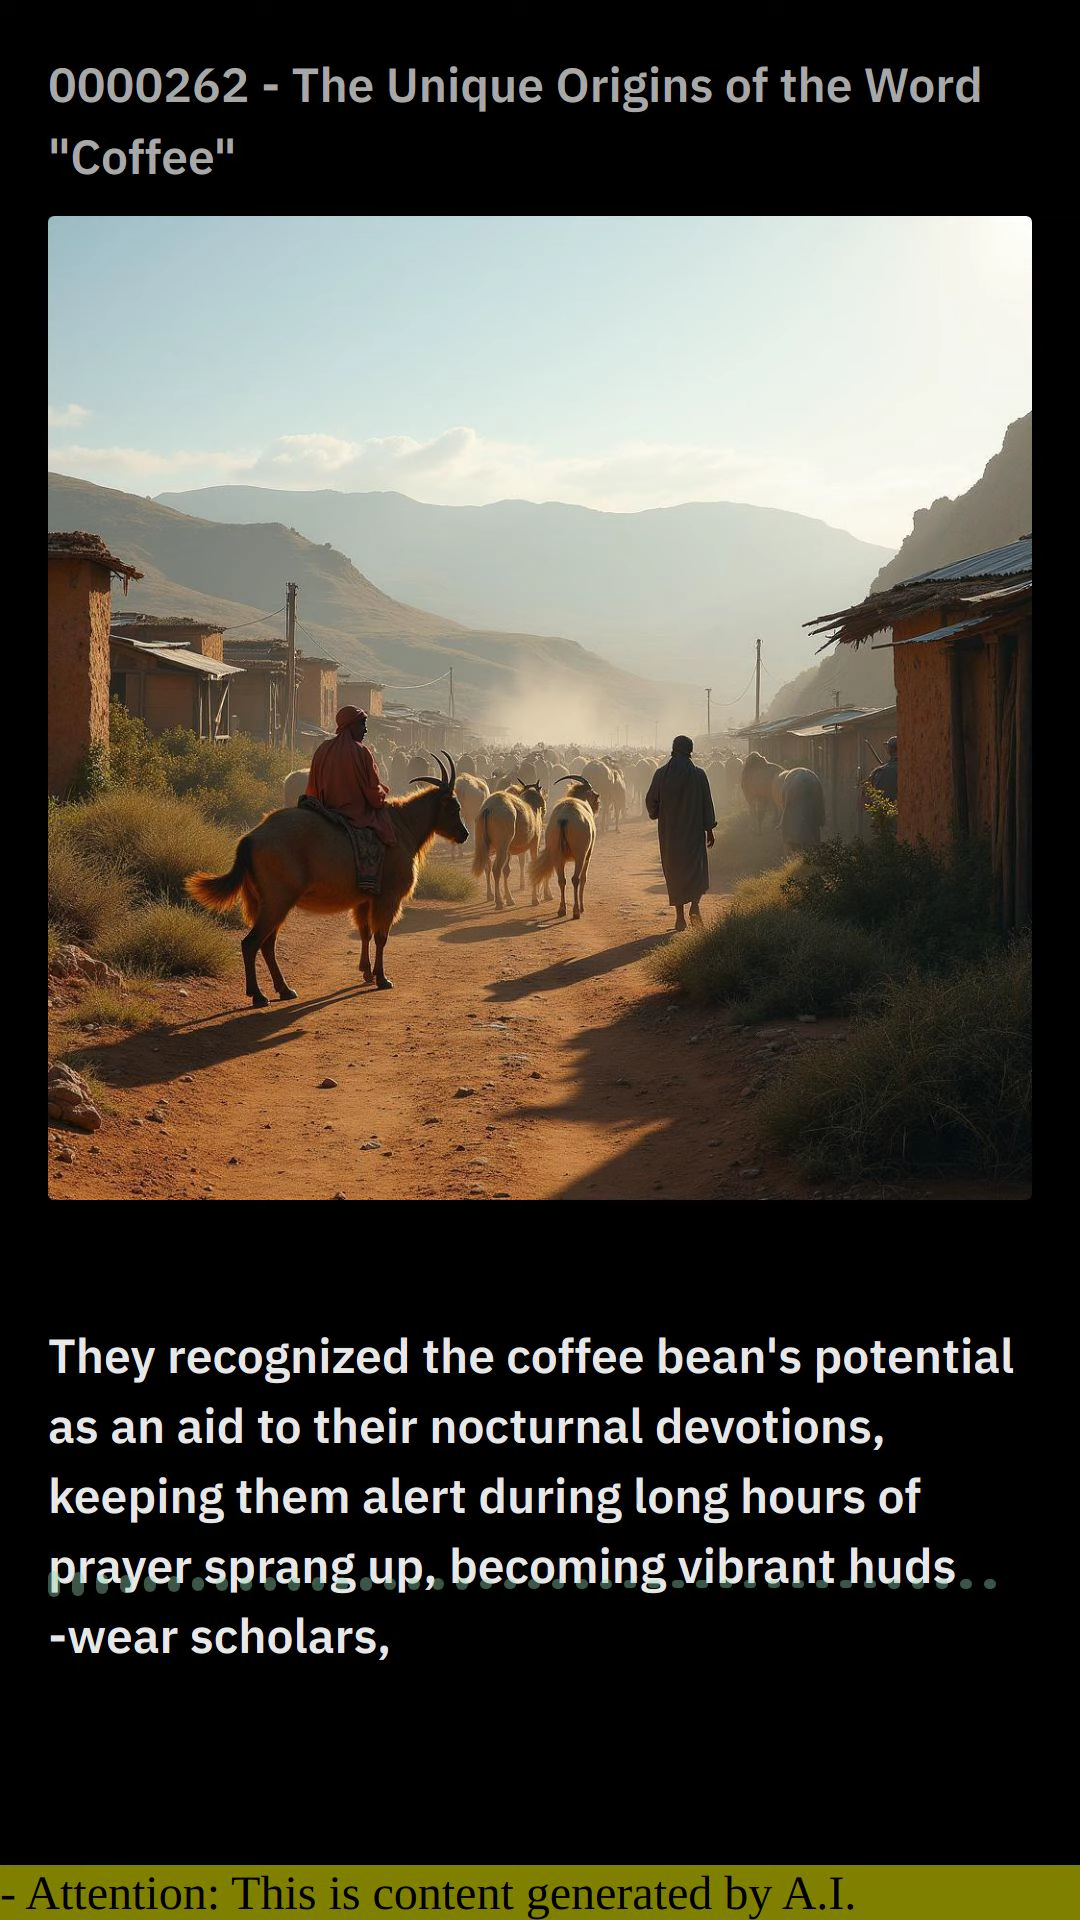 0000262 - The Unique Origins of the Word
"Coffee"
They recognized the coffee bean's potential
as an aid to their nocturnal devotions,
keeping them alert during long hours of
prayer sprang up, becoming vibrant huds
-wear scholars,
- Attention: This is content generated by A.I.